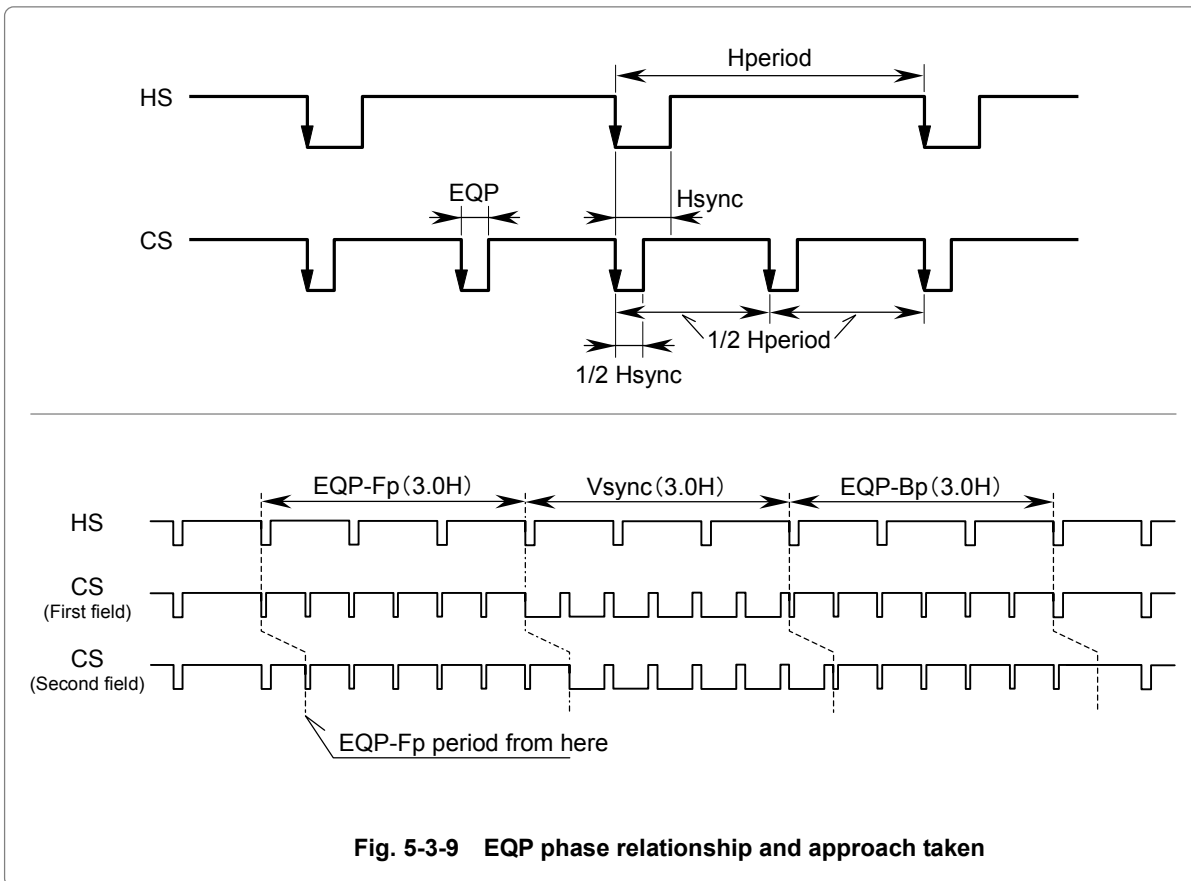 Hperiod
HS
EQP
Hsync
CS
1/2 Hperiod
1/2 Hsync
EQP-Fp(3.0H)
Vsync(3.0H)
EQP-Bp(3.0H)
HS
CS
(First field)
CS
(Second field)
EQP-Fp period from here
Fig. 5-3-9 EQP phase relationship and approach taken